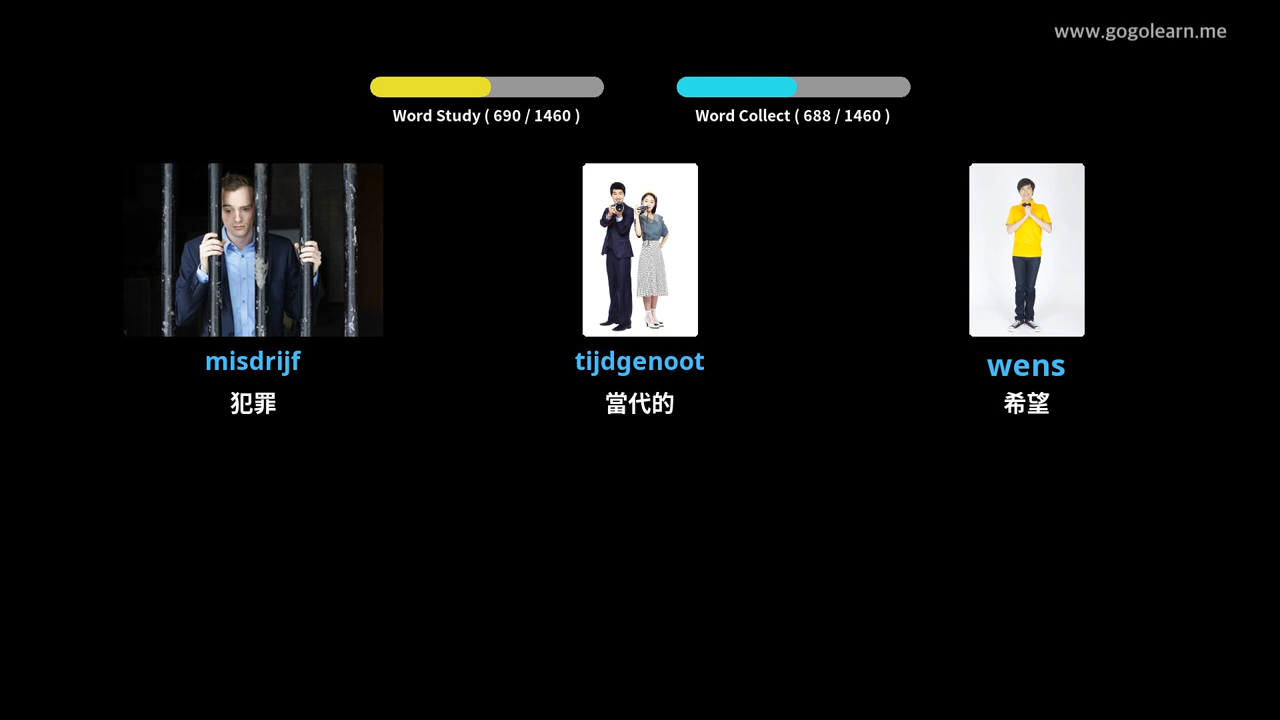 www.gogolearn.me
Word Study ( 690 / 1460 )
Word Collect ( 688 / 1460 )
misdrijf
犯罪
tijdgenoot
當代的
wens
希望